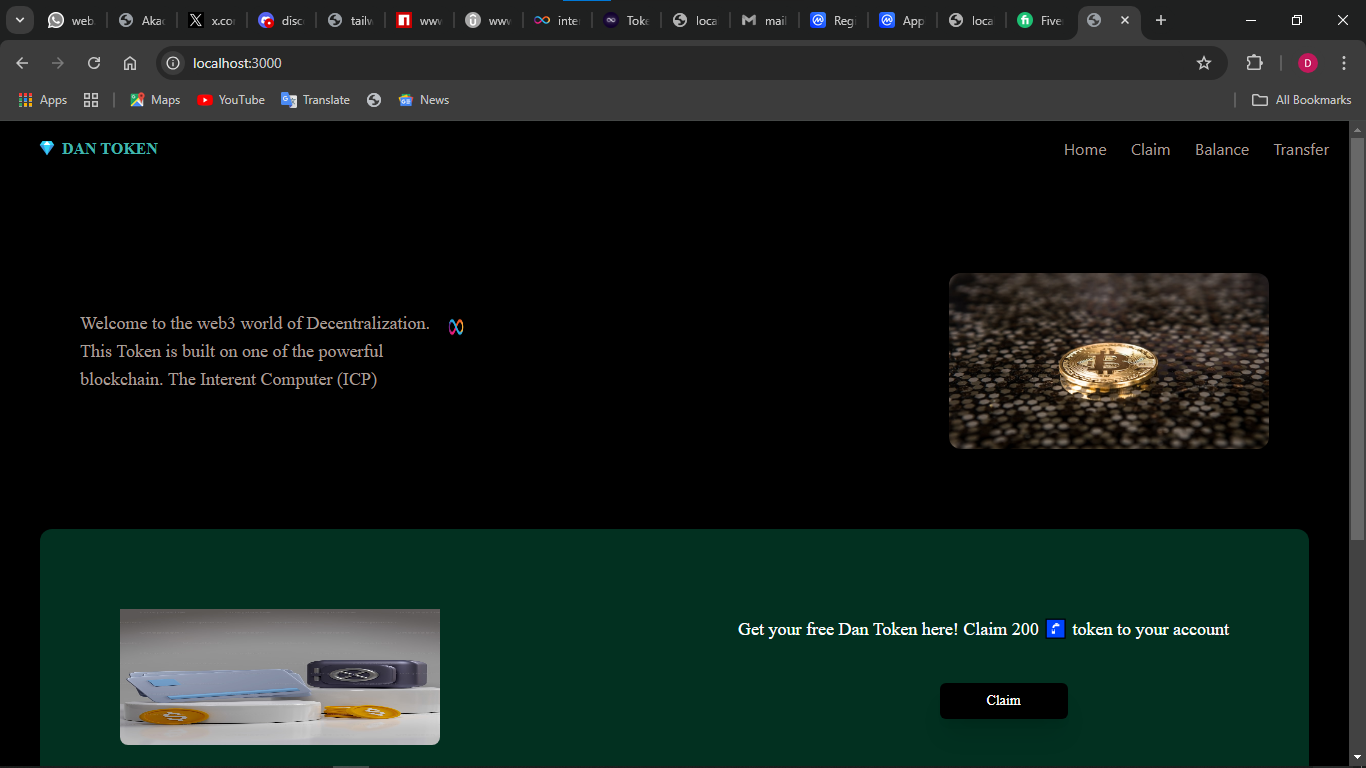 web
Akac
x.cor
disc
tailw
www
www
inte
Toke
loca
mail
Regi
App
loca
Five
localhost:3000
D
Apps
Maps
YouTube
Translate
News
All Bookmarks
DAN TOKEN
Home Claim Balance Transfer
Welcome to the web3 world of Decentralization.
This Token is built on one of the powerful
blockchain. The Interent Computer (ICP)
Get your free Dan Token here! Claim 200 token to your account
Claim